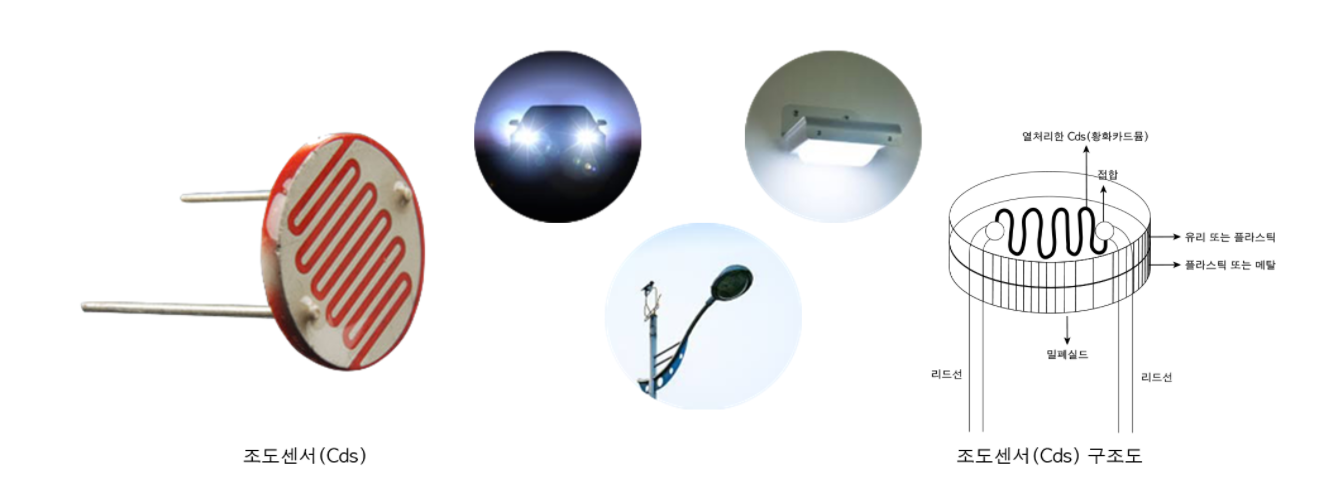 열처리한 Cds(황화카드뮴)
접합
유리 또는 플라스틱
플라스틱 또는 메탈
밀폐실드
리드선
리드선
조도센서(Cds)
조도센서(Cds) 구조도